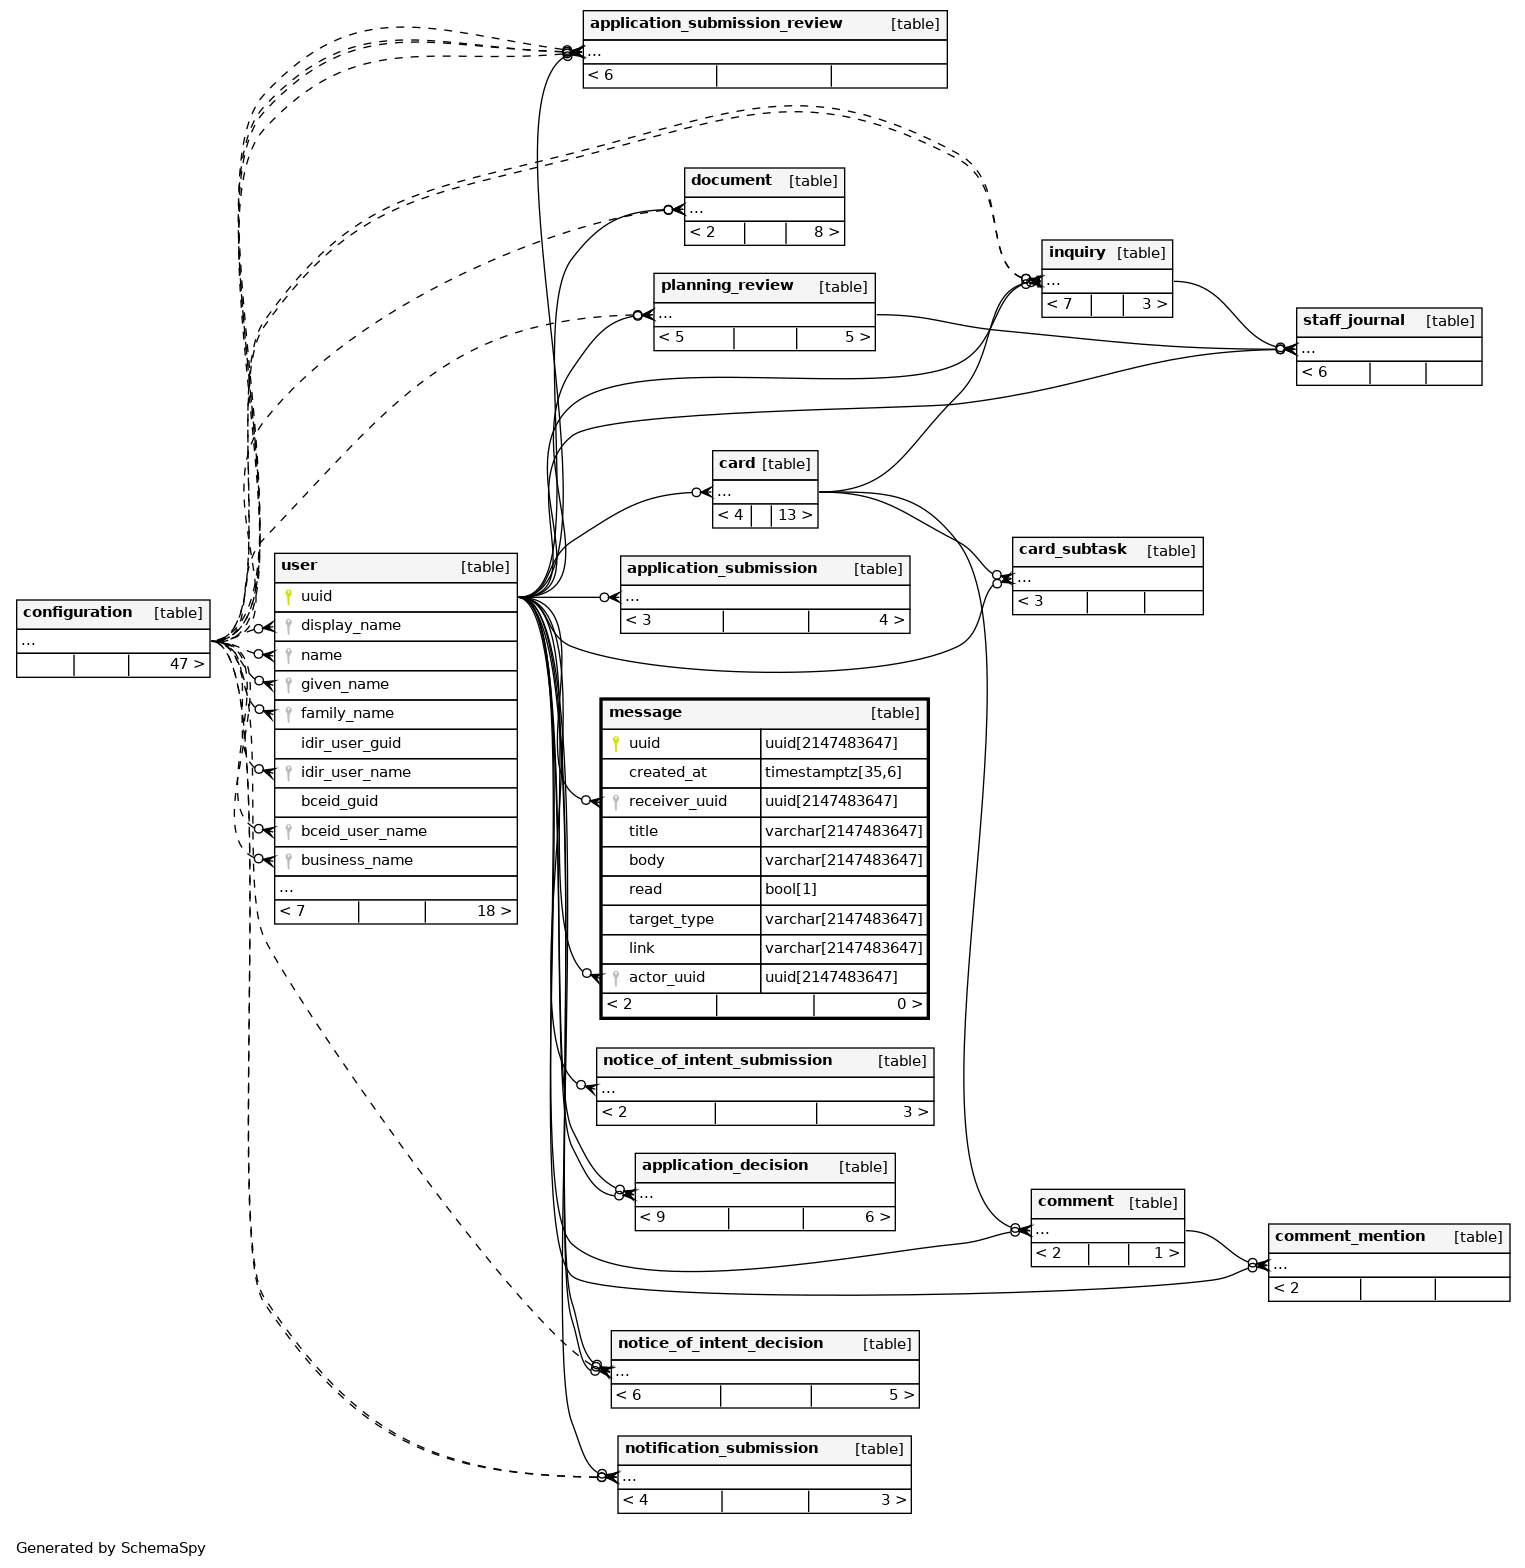 application_submission_review [table]
...
< 6
document [table]
...
< 2 8 >
inquiry [table]
...
< 7 3 >
planning_review [table]
...
< 5 5 >
staff_journal [table]
...
< 6
card [table]
...
< 4 13 >
card_subtask [table]
...
< 3
application_submission [table]
...
< 3 4 >
configuration [table]
...
47 >
user [table]
uuid
display_name
name
given_name
family_name
idir_user_guid
idir_user_name
bceid_guid
bceid_user_name
business_name
...
< 7 18 >
message [table]
uuid uuid[2147483647]
created_at timestamptz[35,6]
receiver_uuid uuid[2147483647]
title varchar[2147483647]
body varchar[2147483647]
read bool[1]
target_type varchar[2147483647]
link varchar[2147483647]
actor_uuid uuid[2147483647]
< 2 0 >
notice_of_intent_submission [table]
...
< 2 3 >
application_decision [table]
...
< 9 6 >
comment [table]
...
< 2 1 >
comment_mention [table]
...
< 2
notice_of_intent_decision [table]
...
< 6 5 >
notification_submission [table]
...
< 4 3 >
Generated by SchemaSpy